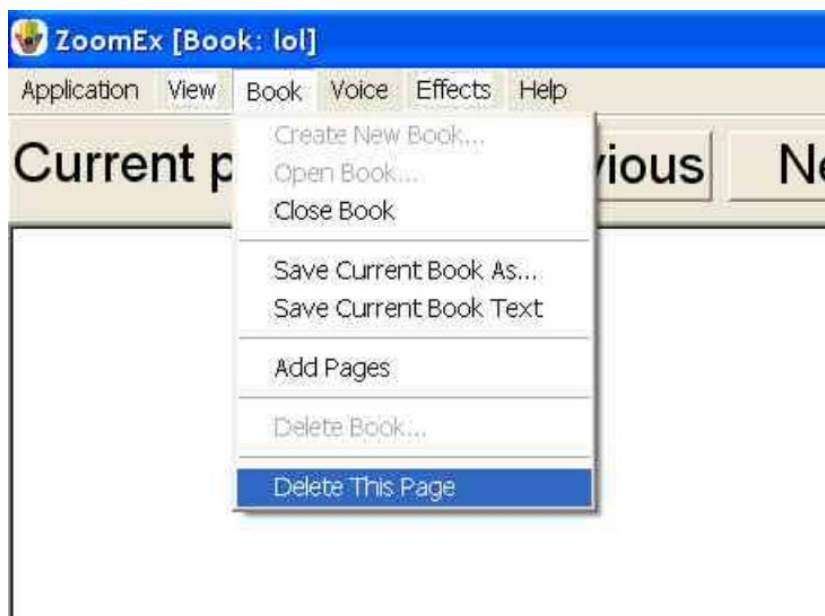 ZoomEx [Book: lol]
Application View Book Voice Effects Help
Current p ious Ne
Create New Book...
Open Book...
Close Book
Save Current Book As...
Save Current Book Text
Add Pages
Delete Book...
Delete This Page